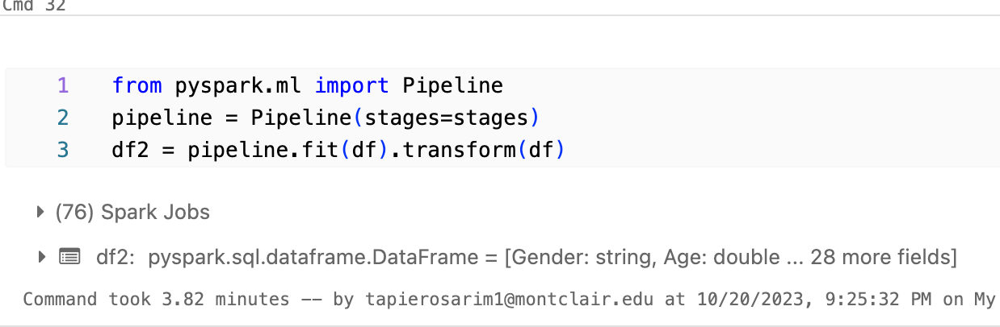 Cmd 32
1 from pyspark.ml import Pipeline
2 pipeline = Pipeline(stages=stages)
3 df2 = pipeline.fit(df).transform(df)
(76) Spark Jobs
df2: pyspark.sql.dataframe.DataFrame = [Gender: string, Age: double ... 28 more fields]
Command took 3.82 minutes -- by tapierosarim1@montclair.edu at 10/20/2023, 9:25:32 PM on My